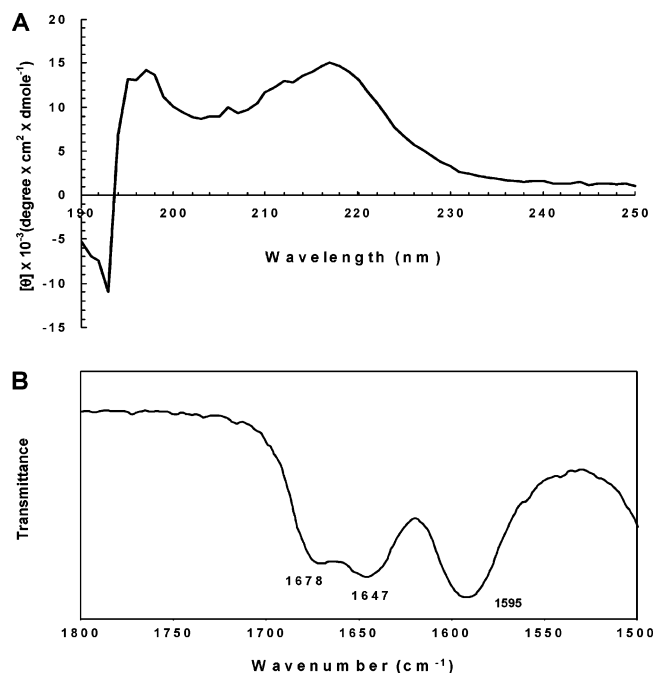 A
[θ] x 10⁻³(degree x cm² x dmole⁻¹)
20
15
10
5
0
-5
-10
-15
190 200 210 220 230 240 250
Wavelength (nm)
B
Transmittance
1678
1647
1595
1800 1750 1700 1650 1600 1550 1500
Wavenumber (cm⁻¹)